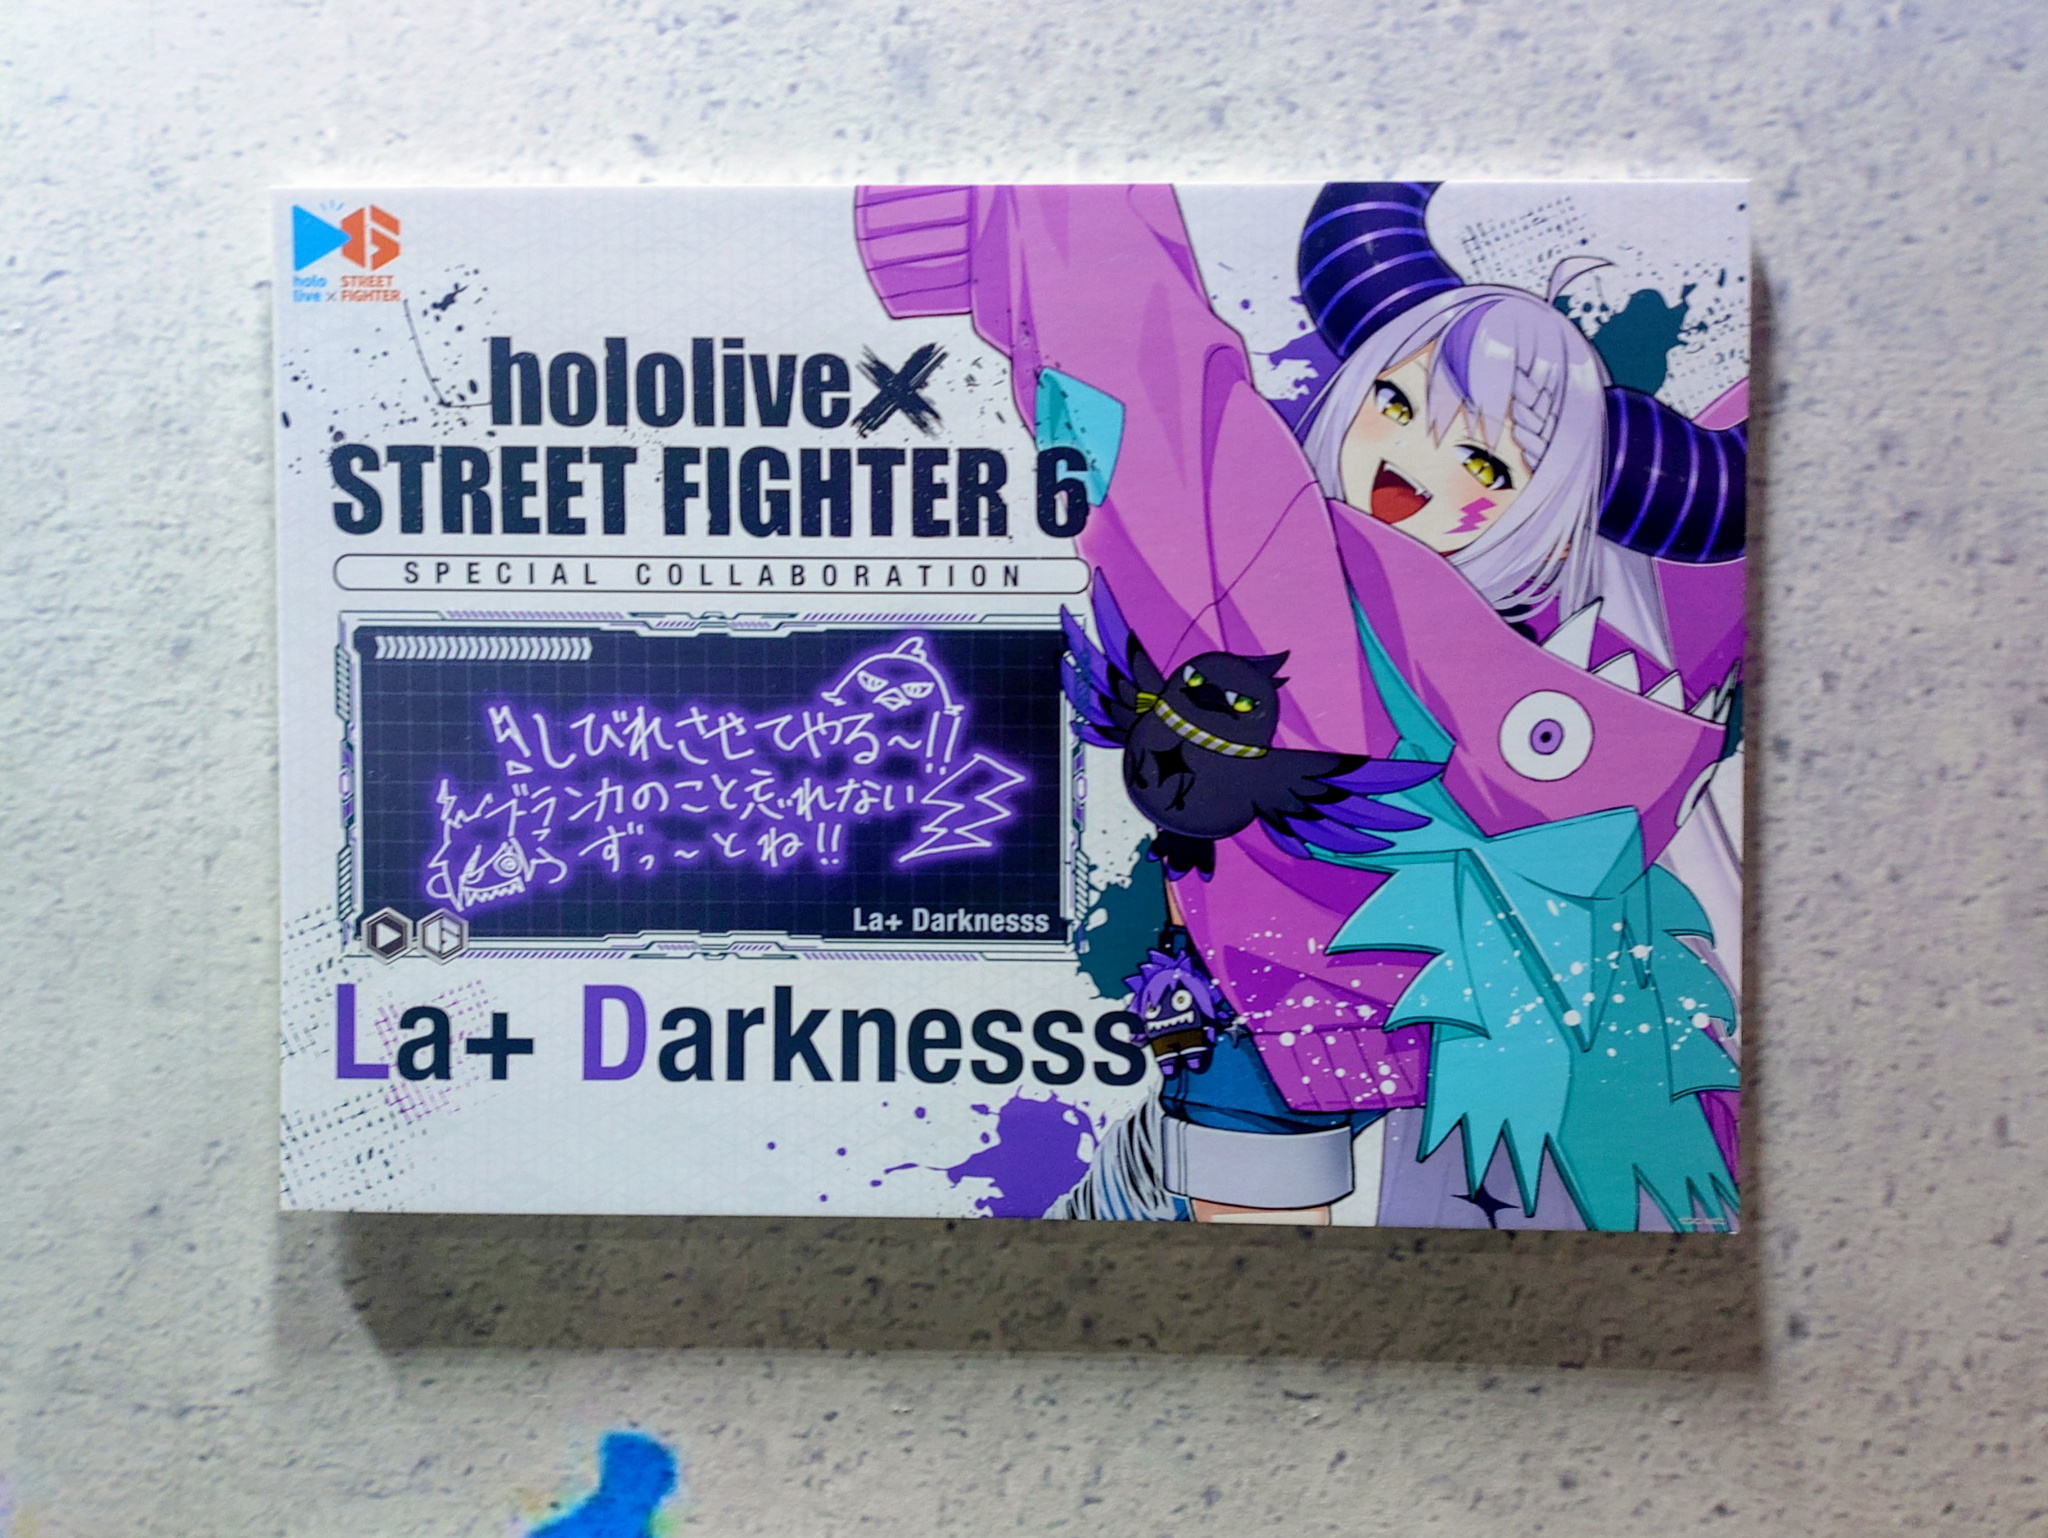 holo live × STREET FIGHTER
hololive×
STREET FIGHTER 6
SPECIAL COLLABORATION
しびれさせてやる〜!!
ブランカのこと忘れない
ずっ〜とね!!
La+ Darknesss
La+ Darknesss